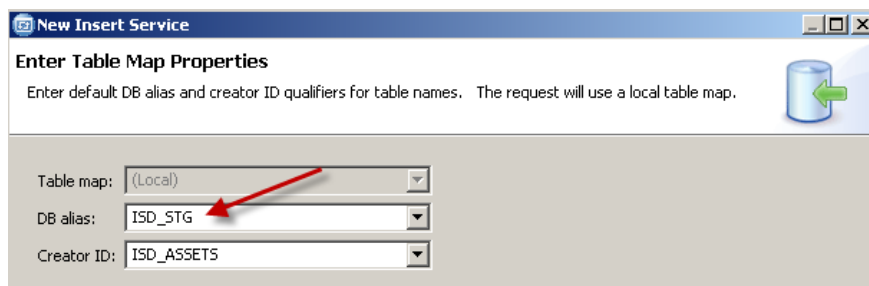 New Insert Service
Enter Table Map Properties
Enter default DB alias and creator ID qualifiers for table names. The request will use a local table map.
Table map: (Local)
DB alias: ISD_STG
Creator ID: ISD_ASSETS